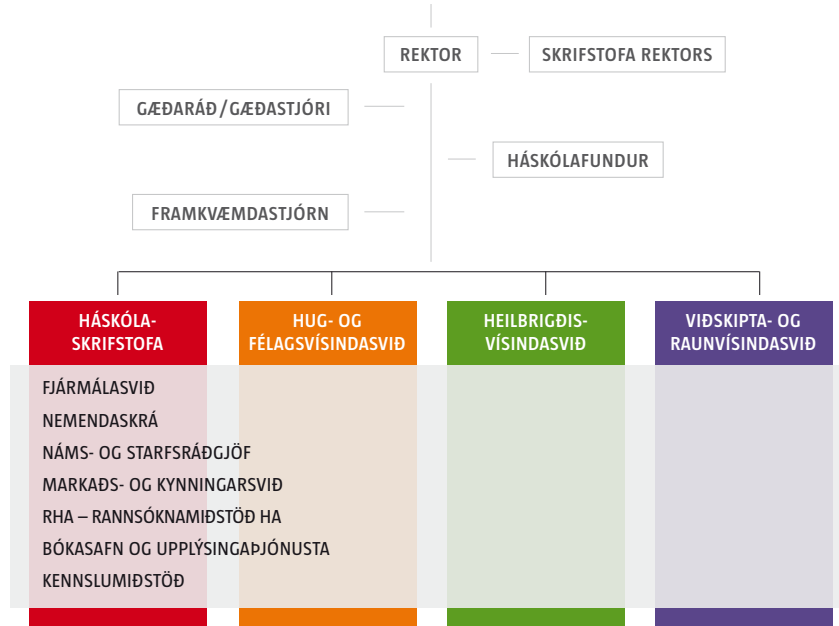 REKTOR
SKRIFSTOFA REKTORS
GÆÐARÁÐ/GÆÐASTJÓRI
HÁSKÓLAFUNDUR
FRAMKVÆMDASTJÓRN
HÁSKÓLA-
SKRIFSTOFA
HUG- OG
FÉLAGSVÍSINDASVIÐ
HEILBRIGÐIS-
VÍSINDASVIÐ
VIÐSKIPTA- OG
RAUNVÍSINDASVIÐ
FJÁRMÁLASVIÐ
NEMENDASKRÁ
NÁMS- OG STARFSRÁÐGJÖF
MARKAÐS- OG KYNNINGARSVIÐ
RHA – RANNSÓKNAMIÐSTÖÐ HA
BÓKASAFN OG UPPLÝSINGAÞJÓNUSTA
KENNSLUMIÐSTÖÐ